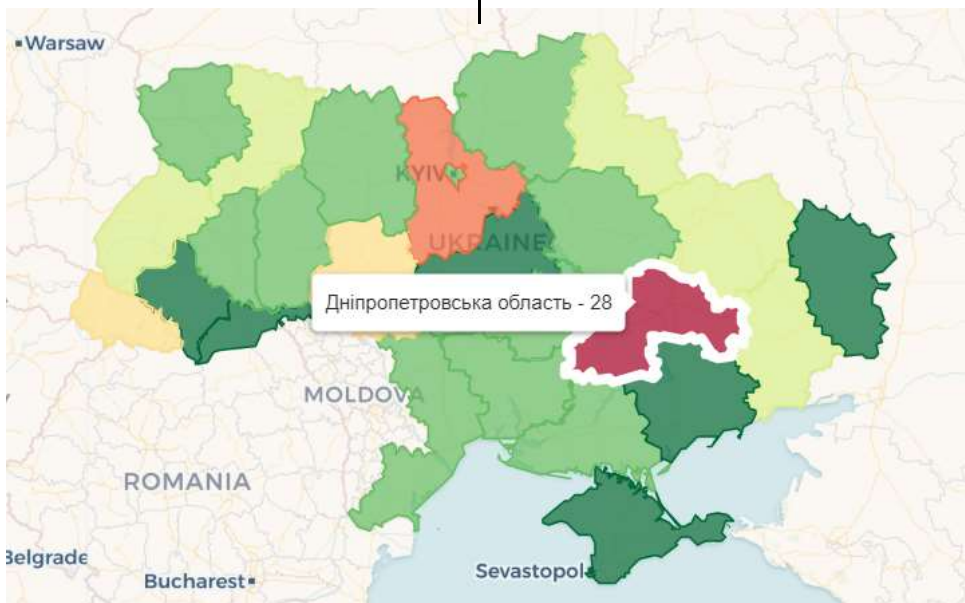 Warsaw
KYIV
UKRAINE
Дніпропетровська область - 28
MOLDOVA
ROMANIA
Belgrade
Bucharest
Sevastopol